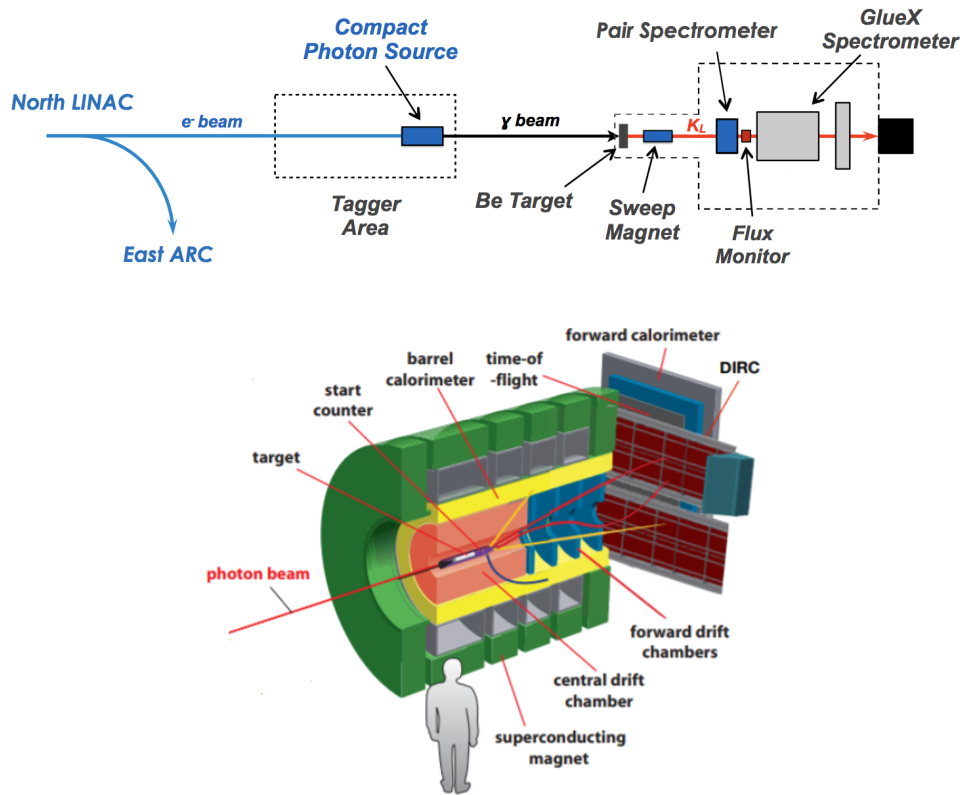 Compact
Photon Source
Pair Spectrometer
GlueX
Spectrometer
North LINAC
e- beam
ɣ beam
KL
Tagger
Area
Be Target
Sweep
Magnet
Flux
Monitor
East ARC
forward calorimeter
barrel
calorimeter
time-of
-flight
DIRC
start
counter
target
photon beam
forward drift
chambers
central drift
chamber
superconducting
magnet